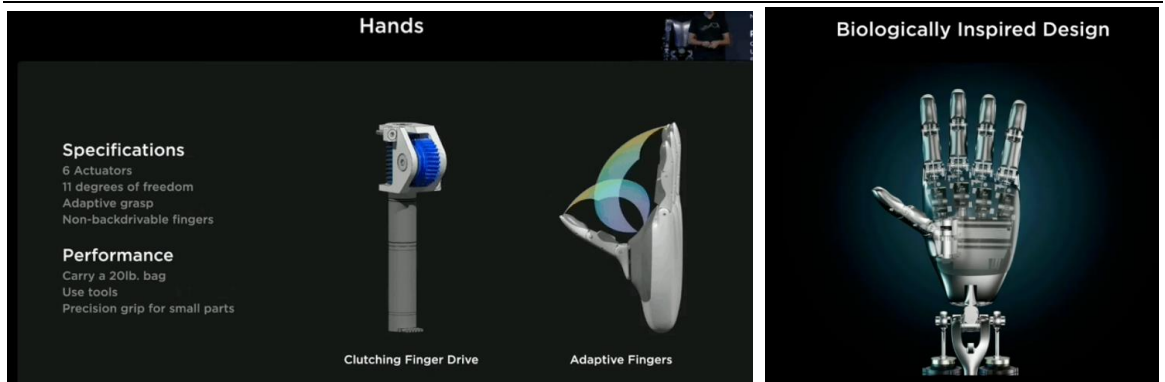 Hands
Specifications
6 Actuators
11 degrees of freedom
Adaptive grasp
Non-backdrivable fingers
Performance
Carry a 20lb. bag
Use tools
Precision grip for small parts
Clutching Finger Drive
Adaptive Fingers
Biologically Inspired Design